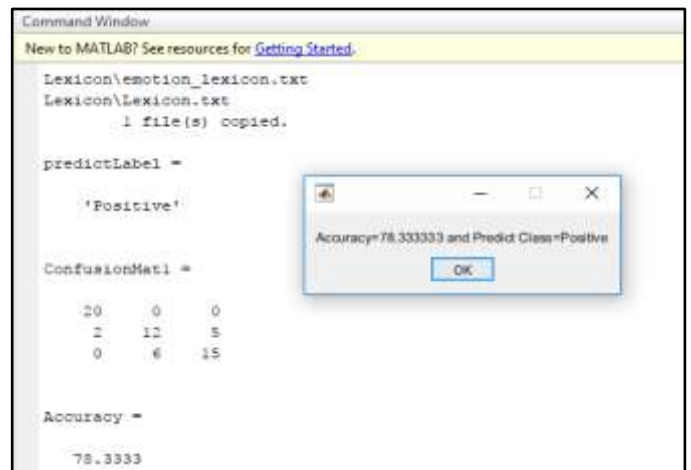 Command Window
New to MATLAB? See resources for Getting Started.
Lexicon\emotion_lexicon.txt
Lexicon\Lexicon.txt
1 file(s) copied.
predictLabel =
'Positive'
Accuracy=78.333333 and Predict Class=Positive
OK
ConfusionMat1 =
20 0 0
2 12 5
0 6 15
Accuracy =
78.3333